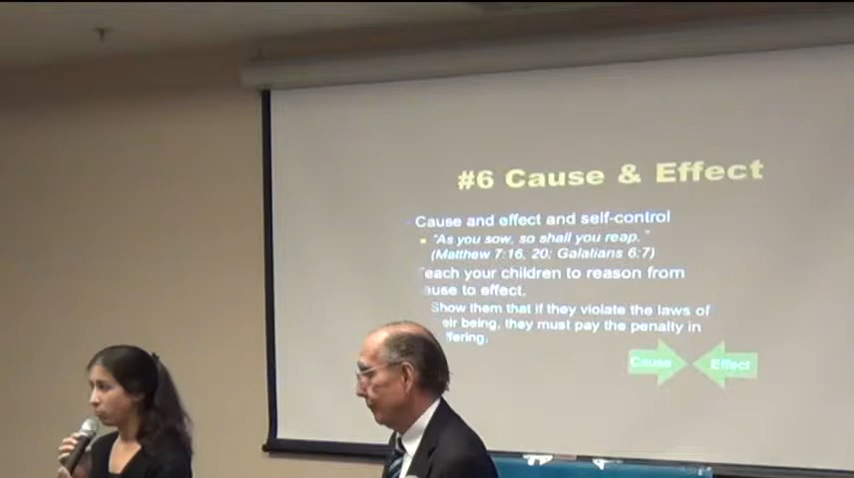 #6 Cause & Effect
Cause and effect and self-control
"As you sow, so shall you reap."
(Matthew 7:16, 20; Galatians 6:7)
Teach your children to reason from
ause to effect.
Show them that if they violate the laws of
eir being, they must pay the penalty in
ffering.
Cause Effect